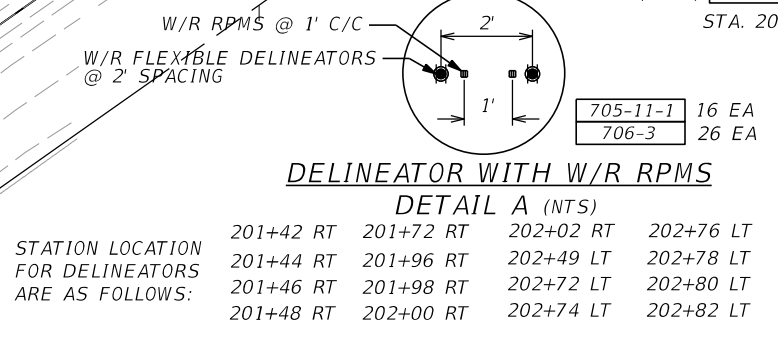 W/R RPMS @ 1' C/C
2'
STA. 20
W/R FLEXIBLE DELINEATORS
@ 2' SPACING
1'
705-11-1 16 EA
706-3 26 EA
DELINEATOR WITH W/R RPMS
DETAIL A (NTS)
STATION LOCATION
FOR DELINEATORS
ARE AS FOLLOWS:
201+42 RT 201+72 RT 202+02 RT 202+76 LT
201+44 RT 201+96 RT 202+49 LT 202+78 LT
201+46 RT 201+98 RT 202+72 LT 202+80 LT
201+48 RT 202+00 RT 202+74 LT 202+82 LT